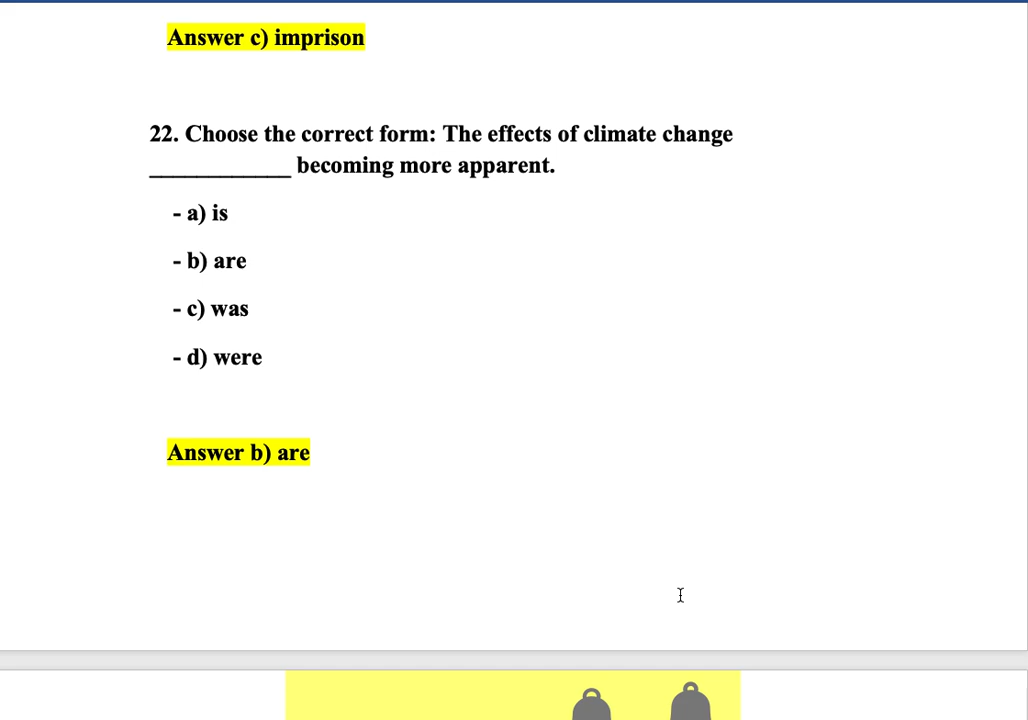 Answer c) imprison
22. Choose the correct form: The effects of climate change
____________ becoming more apparent.
- a) is
- b) are
- c) was
- d) were
Answer b) are